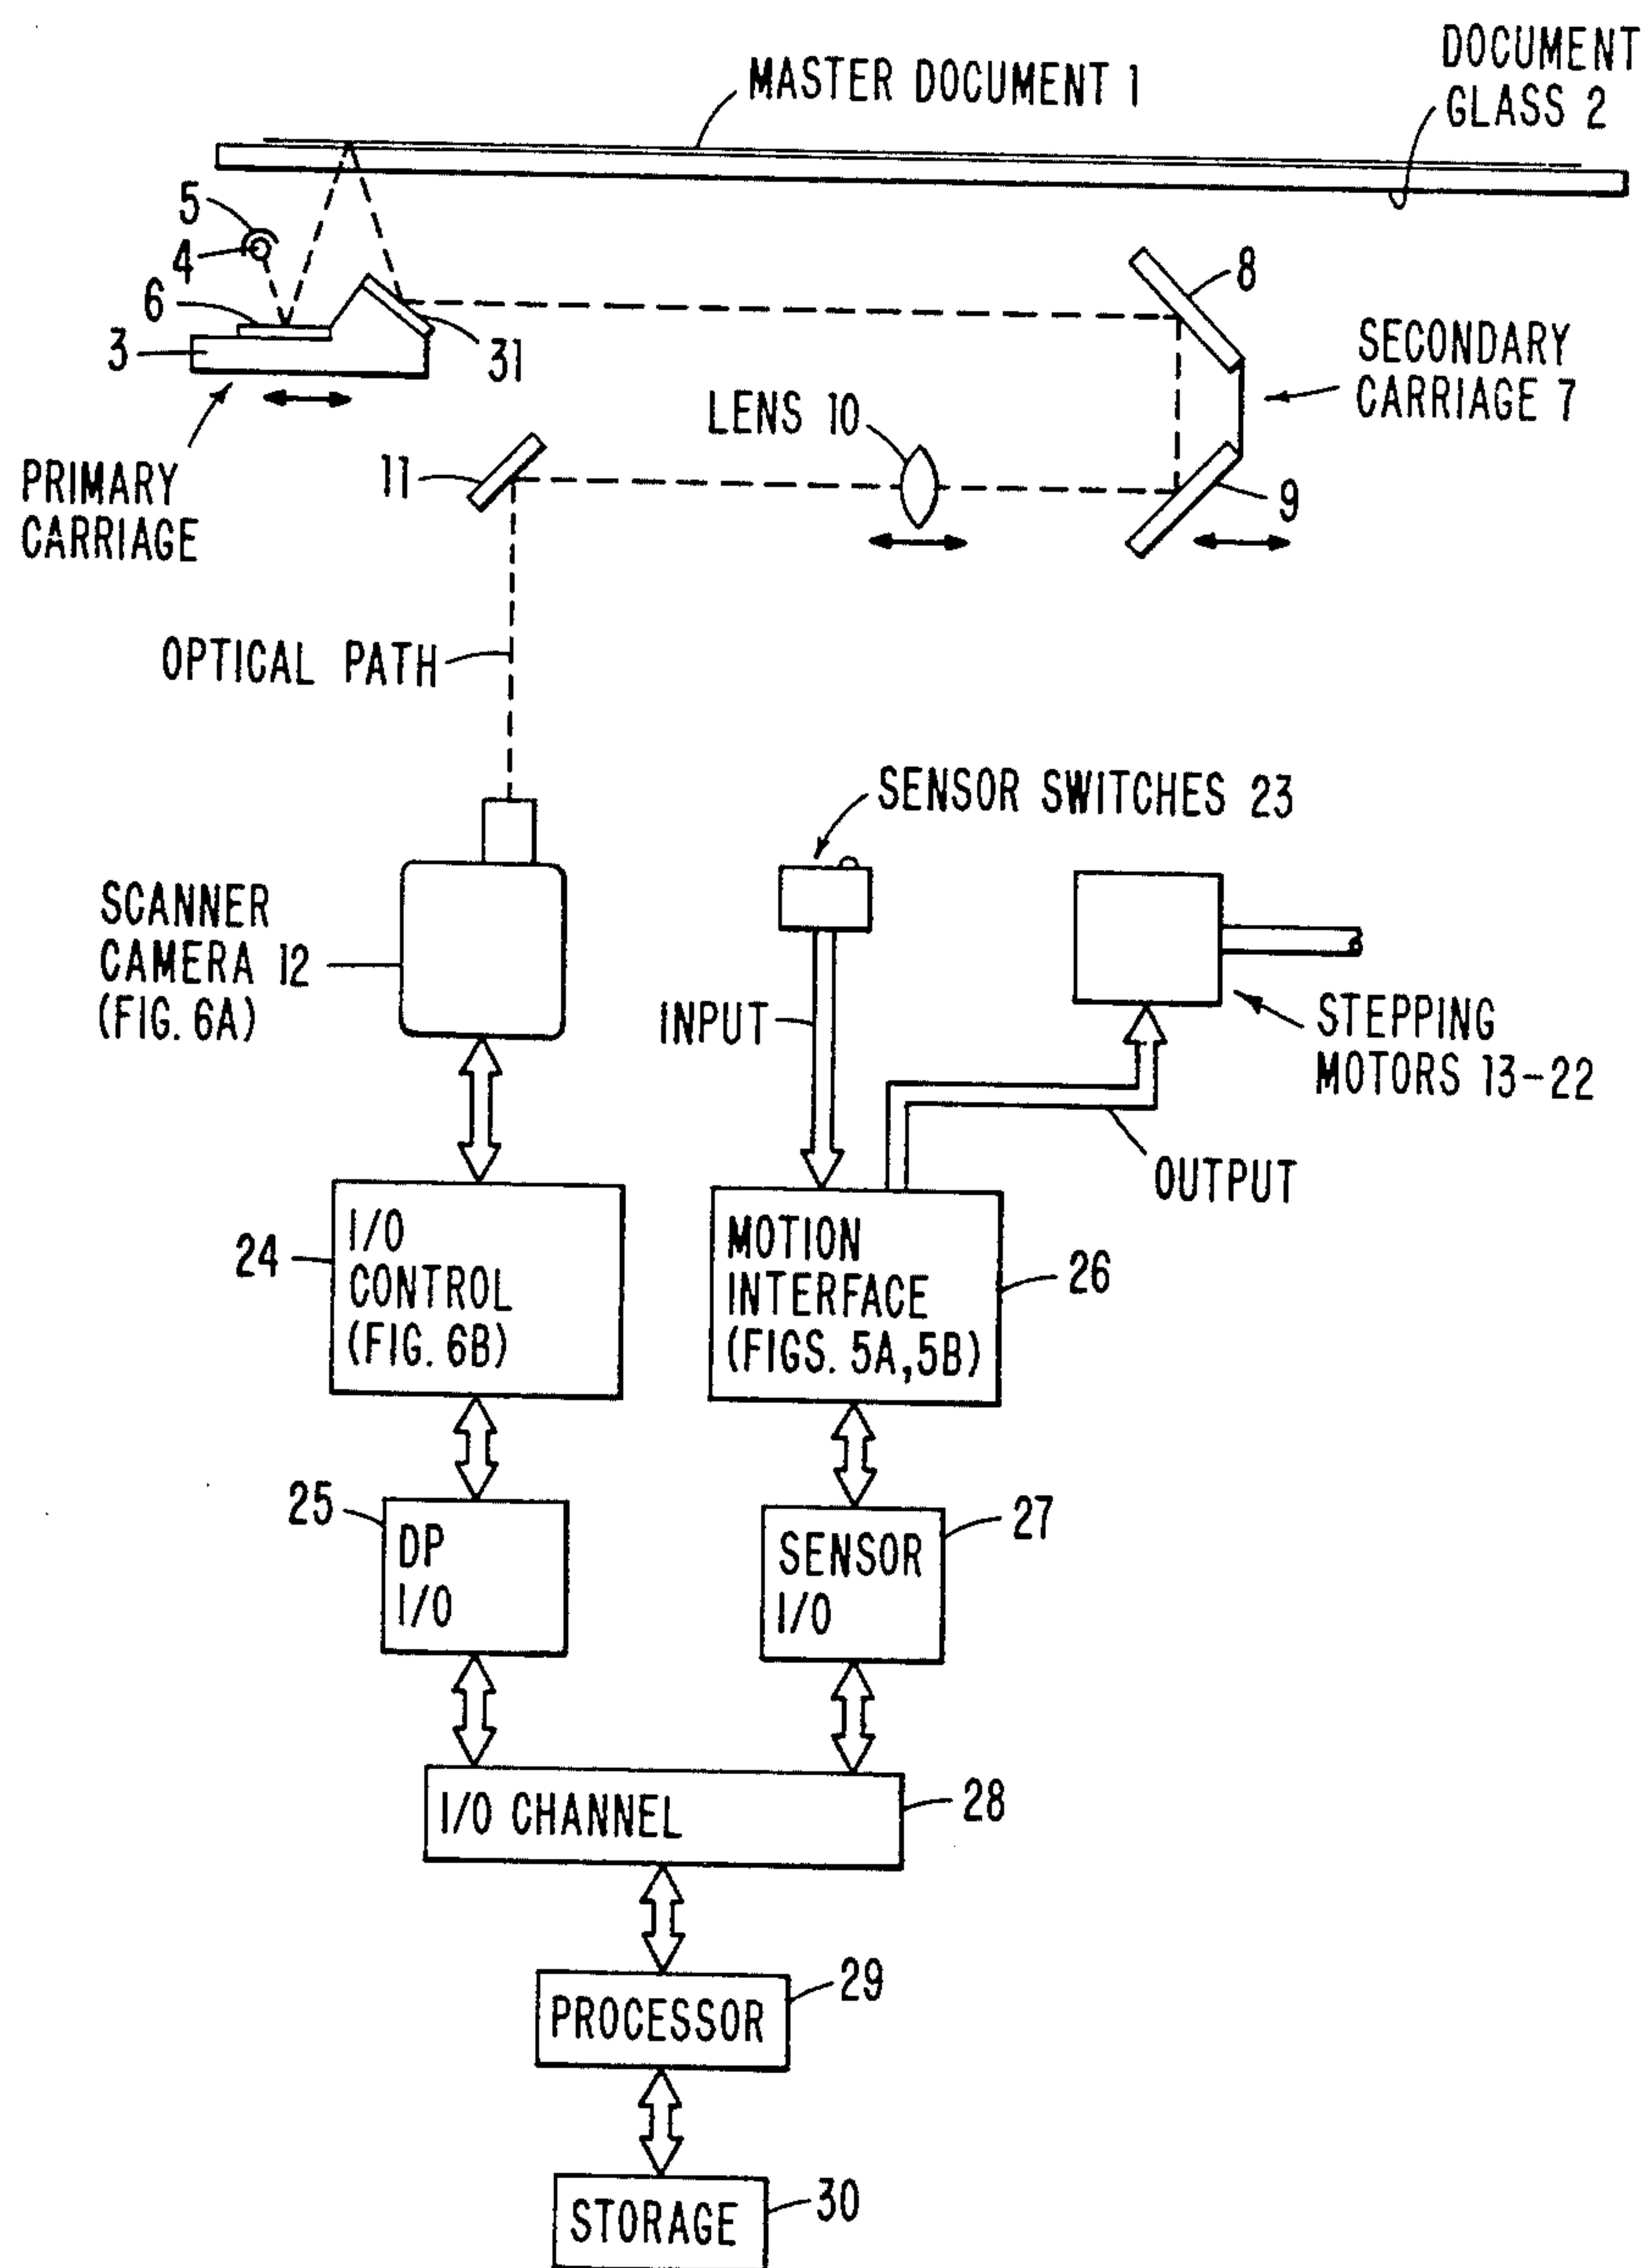 DOCUMENT
GLASS 2
MASTER DOCUMENT 1
5
4
6
3
31
8
SECONDARY
CARRIAGE 7
LENS 10
11
9
PRIMARY
CARRIAGE
OPTICAL PATH
SENSOR SWITCHES 23
SCANNER
CAMERA 12
(FIG. 6A)
INPUT
STEPPING
MOTORS 13-22
OUTPUT
24
I/O
CONTROL
(FIG. 6B)
MOTION
INTERFACE
(FIGS. 5A,5B)
26
25
DP
I/O
SENSOR
I/O
27
I/O CHANNEL
28
PROCESSOR
29
STORAGE
30